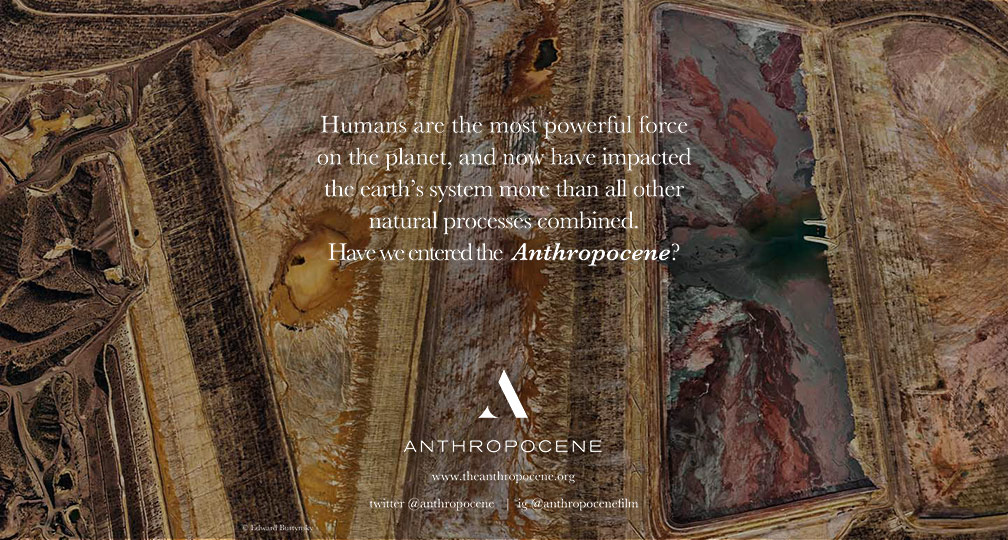 Humans are the most powerful force
on the planet, and now have impacted
the earth's system more than all other
natural processes combined.
Have we entered the Anthropocene?
ANTHROPOCENE
www.theanthropocene.org
twitter @anthropocene | ig @anthropocenefilm
© Edward Burtynsky